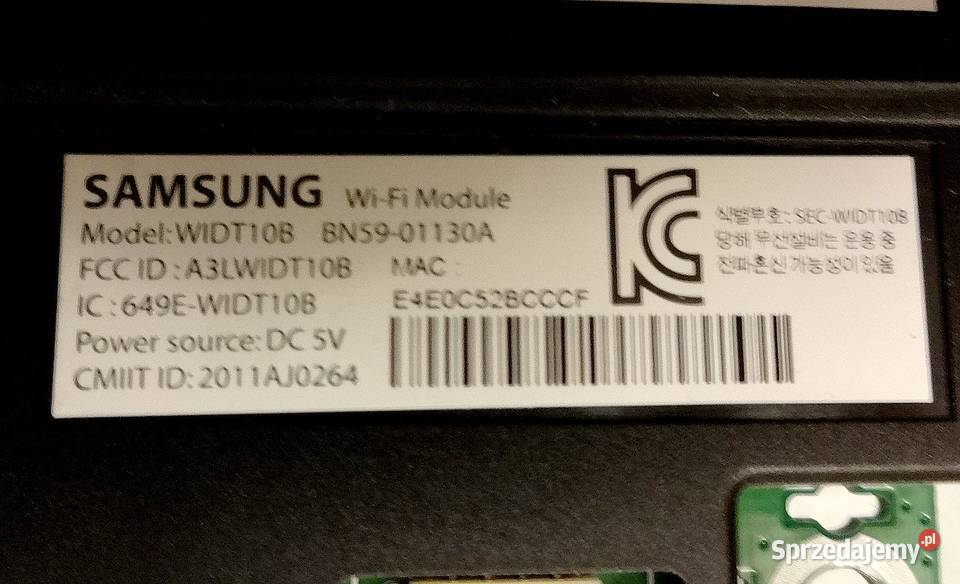 SAMSUNG Wi-Fi Module
Model:WIDT10B BN59-01130A
FCC ID : A3LWIDT10B MAC :
IC : 649E-WIDT10B E4E0C52BCCCF
Power source: DC 5V
CMIIT ID: 2011AJ0264
식별부호 : SEC-WIDT10B
당해 무선설비는 운용 중
전파혼신 가능성이 있음
Sprzedajemy.pl